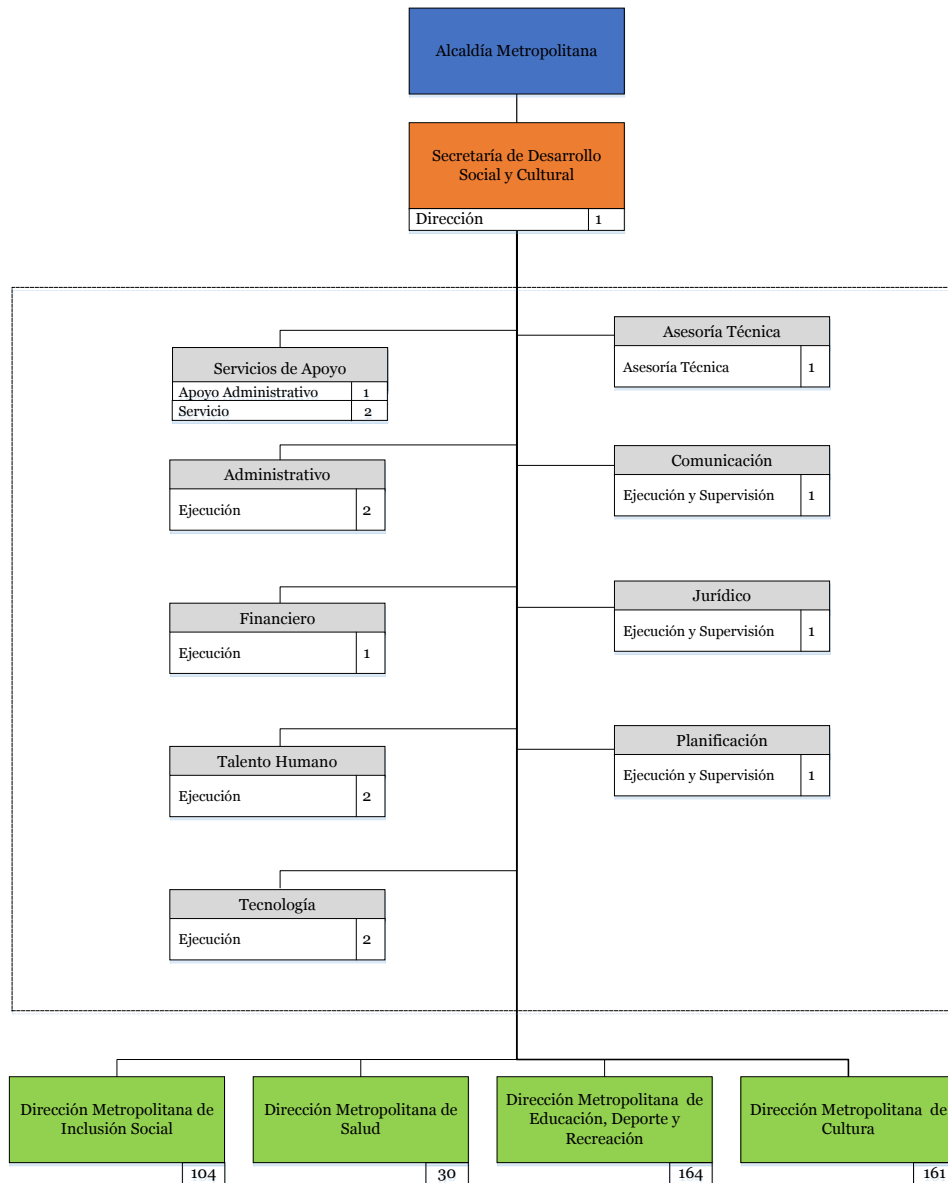 Alcaldía Metropolitana
Secretaría de Desarrollo
Social y Cultural
Dirección 1
Servicios de Apoyo
Apoyo Administrativo 1
Servicio 2
Asesoría Técnica
Asesoría Técnica 1
Administrativo
Ejecución 2
Comunicación
Ejecución y Supervisión 1
Financiero
Ejecución 1
Jurídico
Ejecución y Supervisión 1
Talento Humano
Ejecución 2
Planificación
Ejecución y Supervisión 1
Tecnología
Ejecución 2
Dirección Metropolitana de
Inclusión Social
104
Dirección Metropolitana de
Salud
30
Dirección Metropolitana de
Educación, Deporte y
Recreación
164
Dirección Metropolitana de
Cultura
161